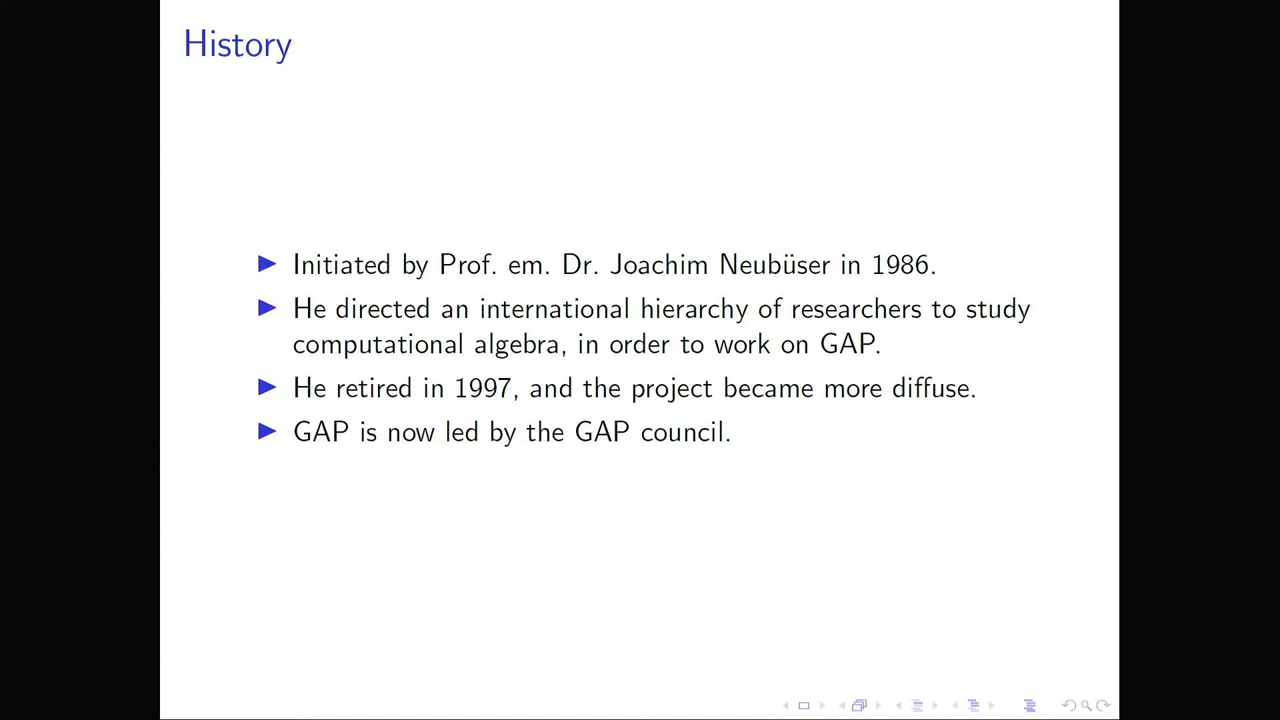 History
Initiated by Prof. em. Dr. Joachim Neubüser in 1986.
He directed an international hierarchy of researchers to study
computational algebra, in order to work on GAP.
He retired in 1997, and the project became more diffuse.
GAP is now led by the GAP council.